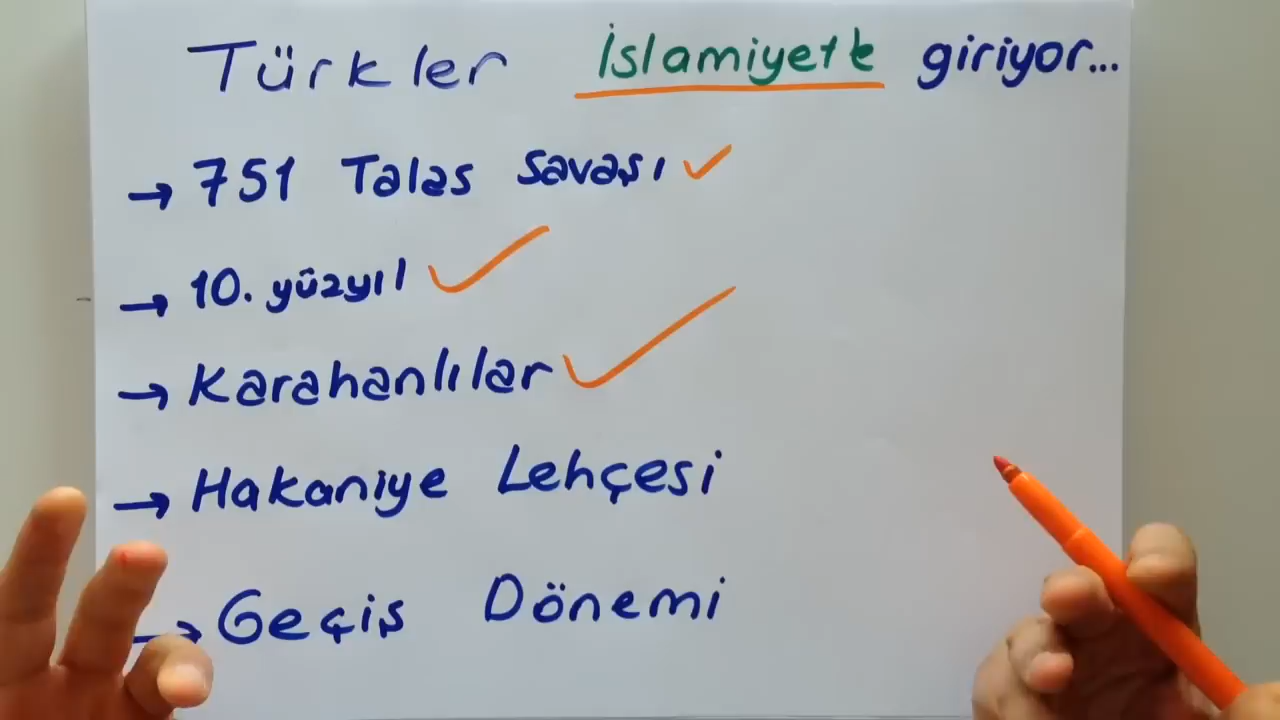 Türkler İslamiyete giriyor...
→ 751 Talas Savaşı ✓
→ 10. yüzyıl ✓
→ Karahanlılar ✓
→ Hakaniye Lehçesi
→ Geçiş Dönemi